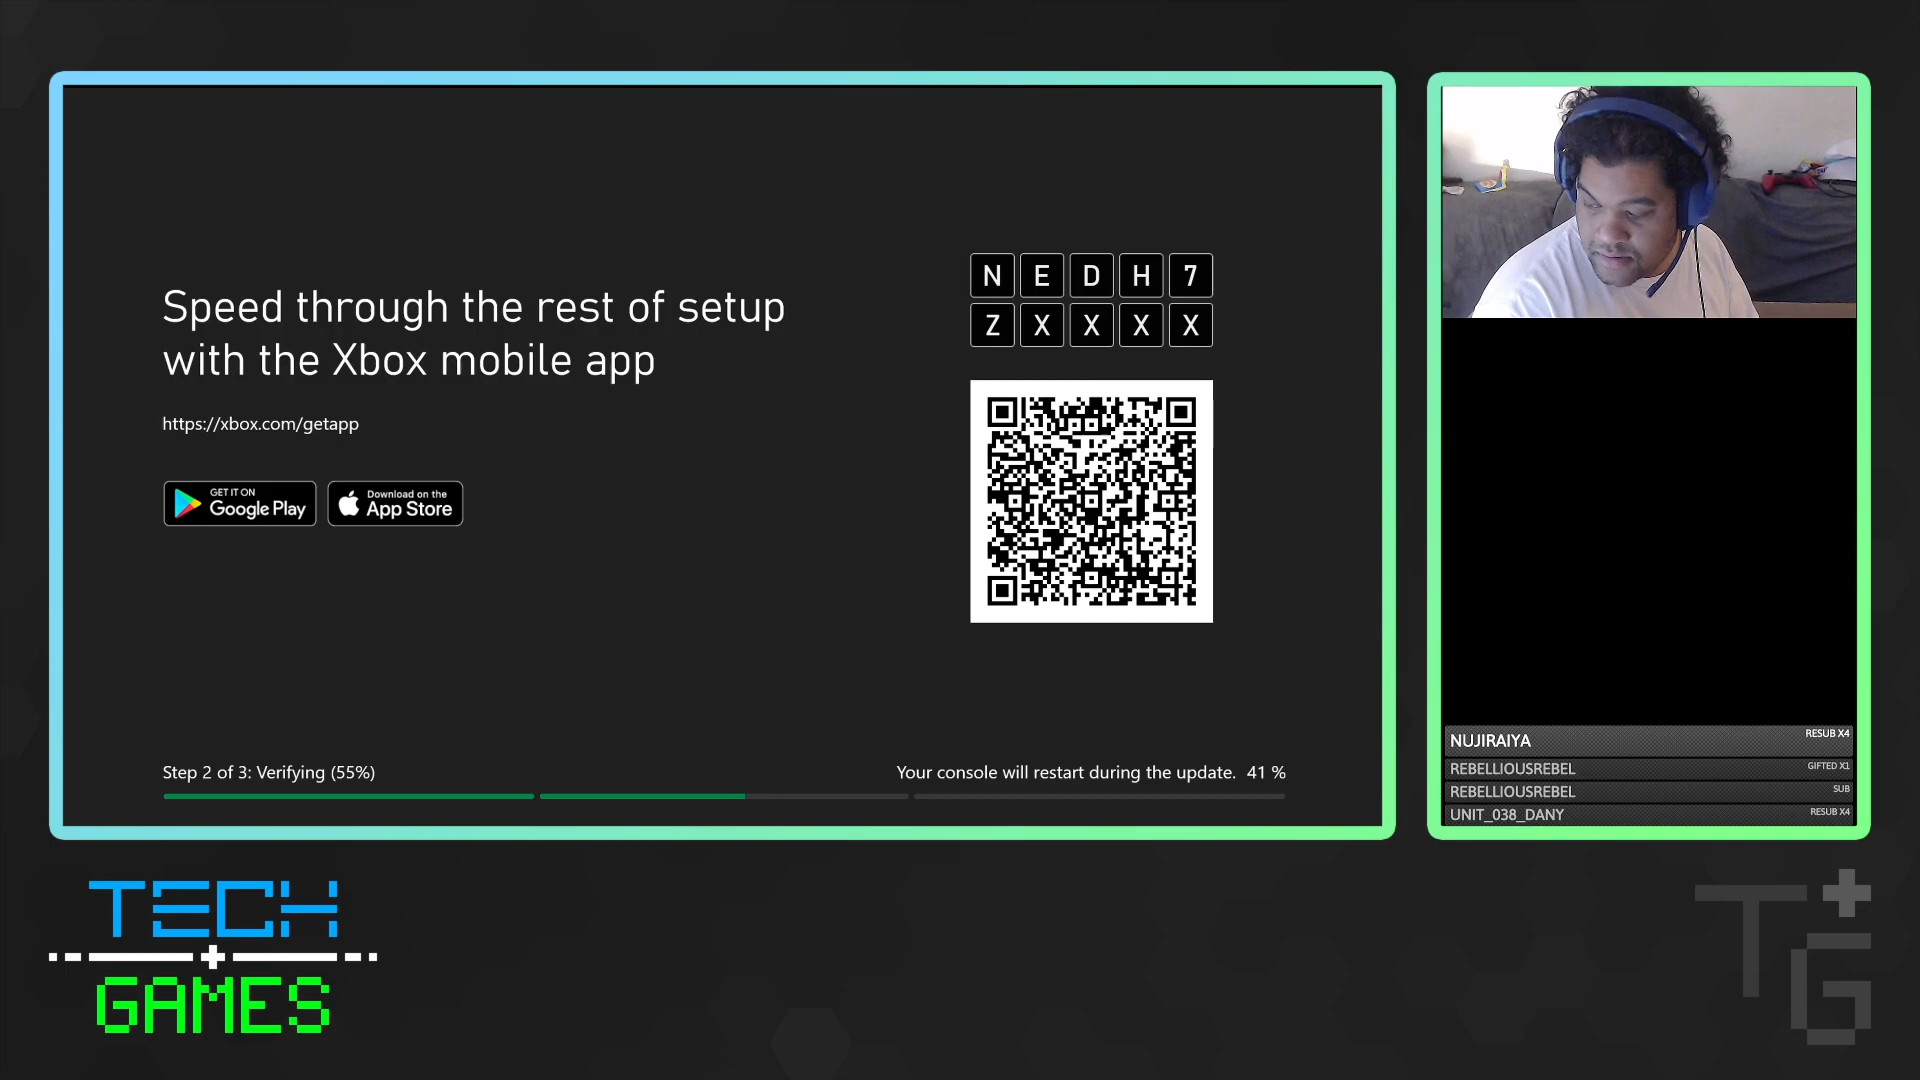 N E D H 7
Z X X X X
Speed through the rest of setup
with the Xbox mobile app
https://xbox.com/getapp
GET IT ON
Google Play
Download on the
App Store
Step 2 of 3: Verifying (55%)
Your console will restart during the update. 41 %
NUJIRAIYA RESUB X4
REBELLIOUSREBEL GIFTED X1
REBELLIOUSREBEL SUB
UNIT_038_DANY RESUB X4
TECH
GAMES
T+G